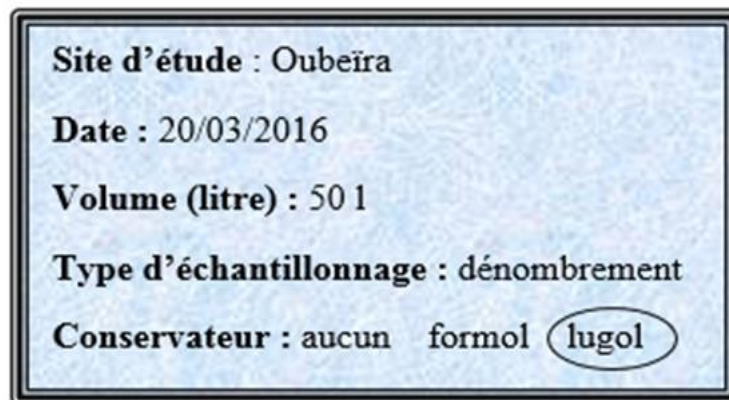 Site d’étude : Oubeïra
Date : 20/03/2016
Volume (litre) : 50 l
Type d’échantillonnage : dénombrement
Conservateur : aucun formol lugol